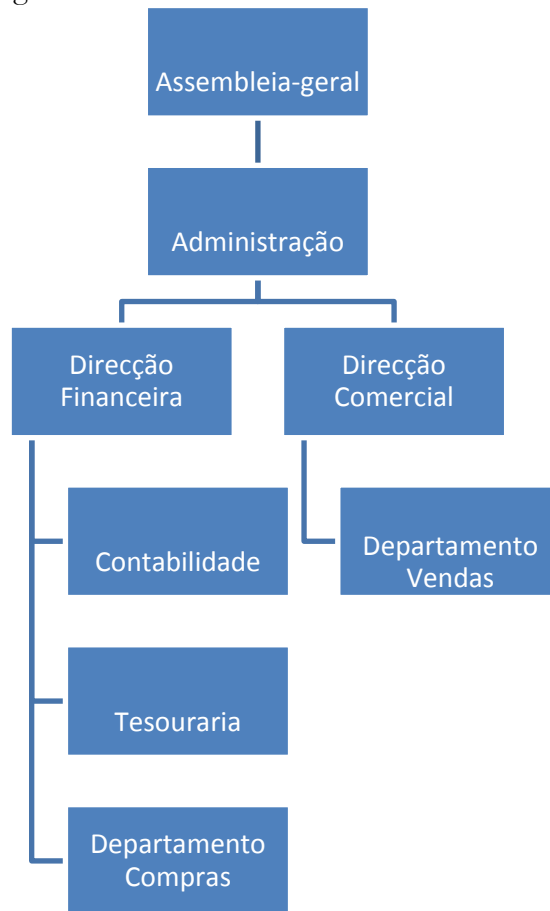 Assembleia-geral
Administração
Direcção
Financeira
Direcção
Comercial
Contabilidade
Departamento
Vendas
Tesouraria
Departamento
Compras